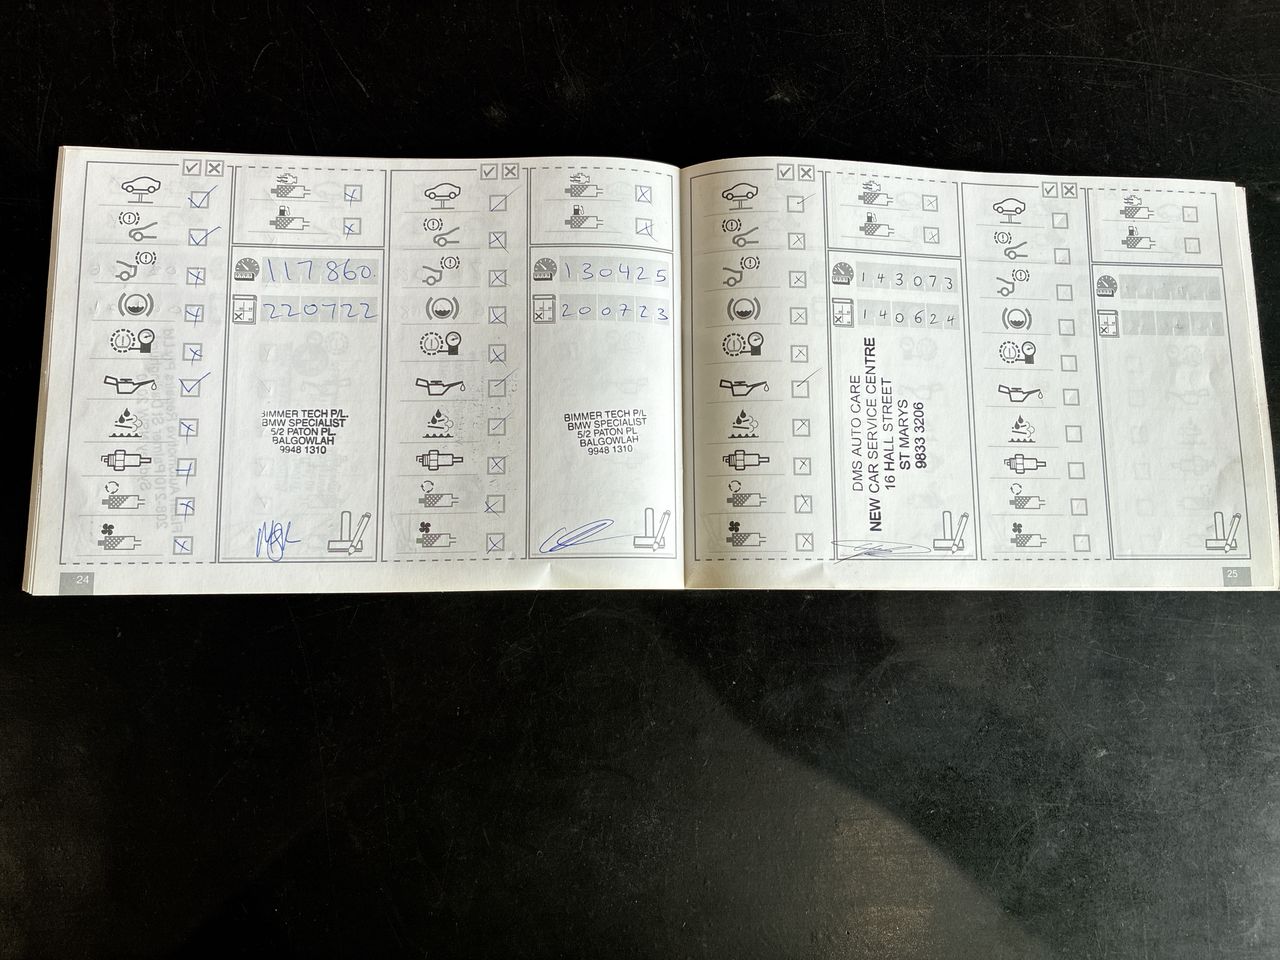 117860
220722
BIMMER TECH P/L.
BMW SPECIALIST
5/2 PATON PL.
BALGOWLAH
9948 1310
24
130425
200723
BIMMER TECH P/L
BMW SPECIALIST
5/2 PATON PL
BALGOWLAH
9948 1310
143073
140624
DMS AUTO CARE
NEW CAR SERVICE CENTRE
16 HALL STREET
ST MARYS
9833 3206
25